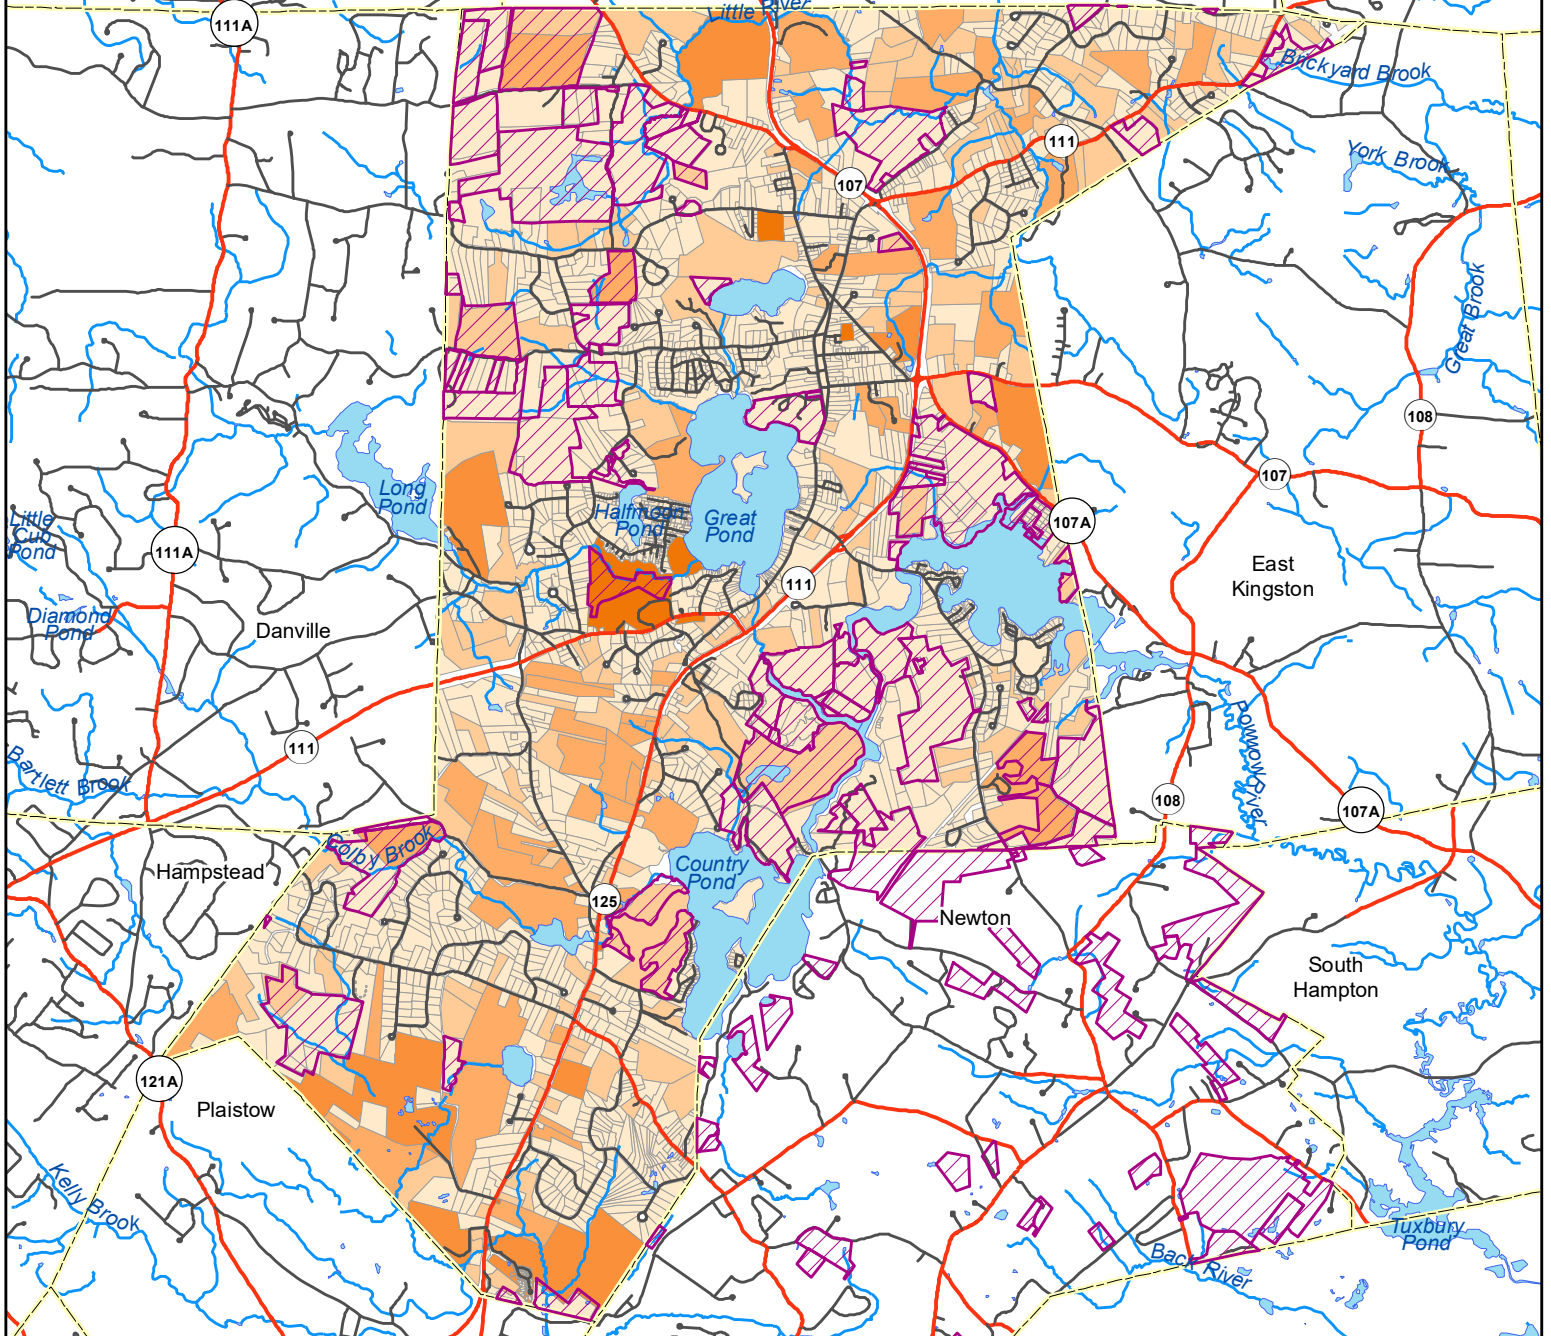 Little River
111A
Brickyard Brook
111
York Brook
107
Great Brook
108
107
Long
Pond
Halfmoon
Pond
Great
Pond
Little
Cub
Pond
107A
111A
East
Kingston
111
Diamond
Pond
Danville
Powwow River
111
Bartlett Brook
108
107A
Colby Brook
Hampstead
Country
Pond
125
Newton
South
Hampton
121A
Plaistow
Kelly Brook
Tuxbury
Pond
Back River